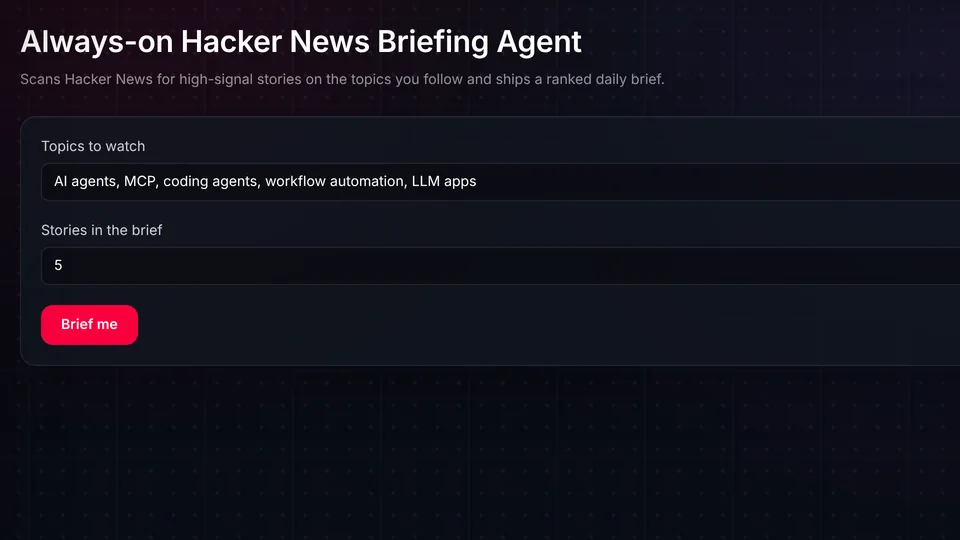 Always-on Hacker News Briefing Agent
Scans Hacker News for high-signal stories on the topics you follow and ships a ranked daily brief.
Topics to watch
AI agents, MCP, coding agents, workflow automation, LLM apps
Stories in the brief
5
Brief me